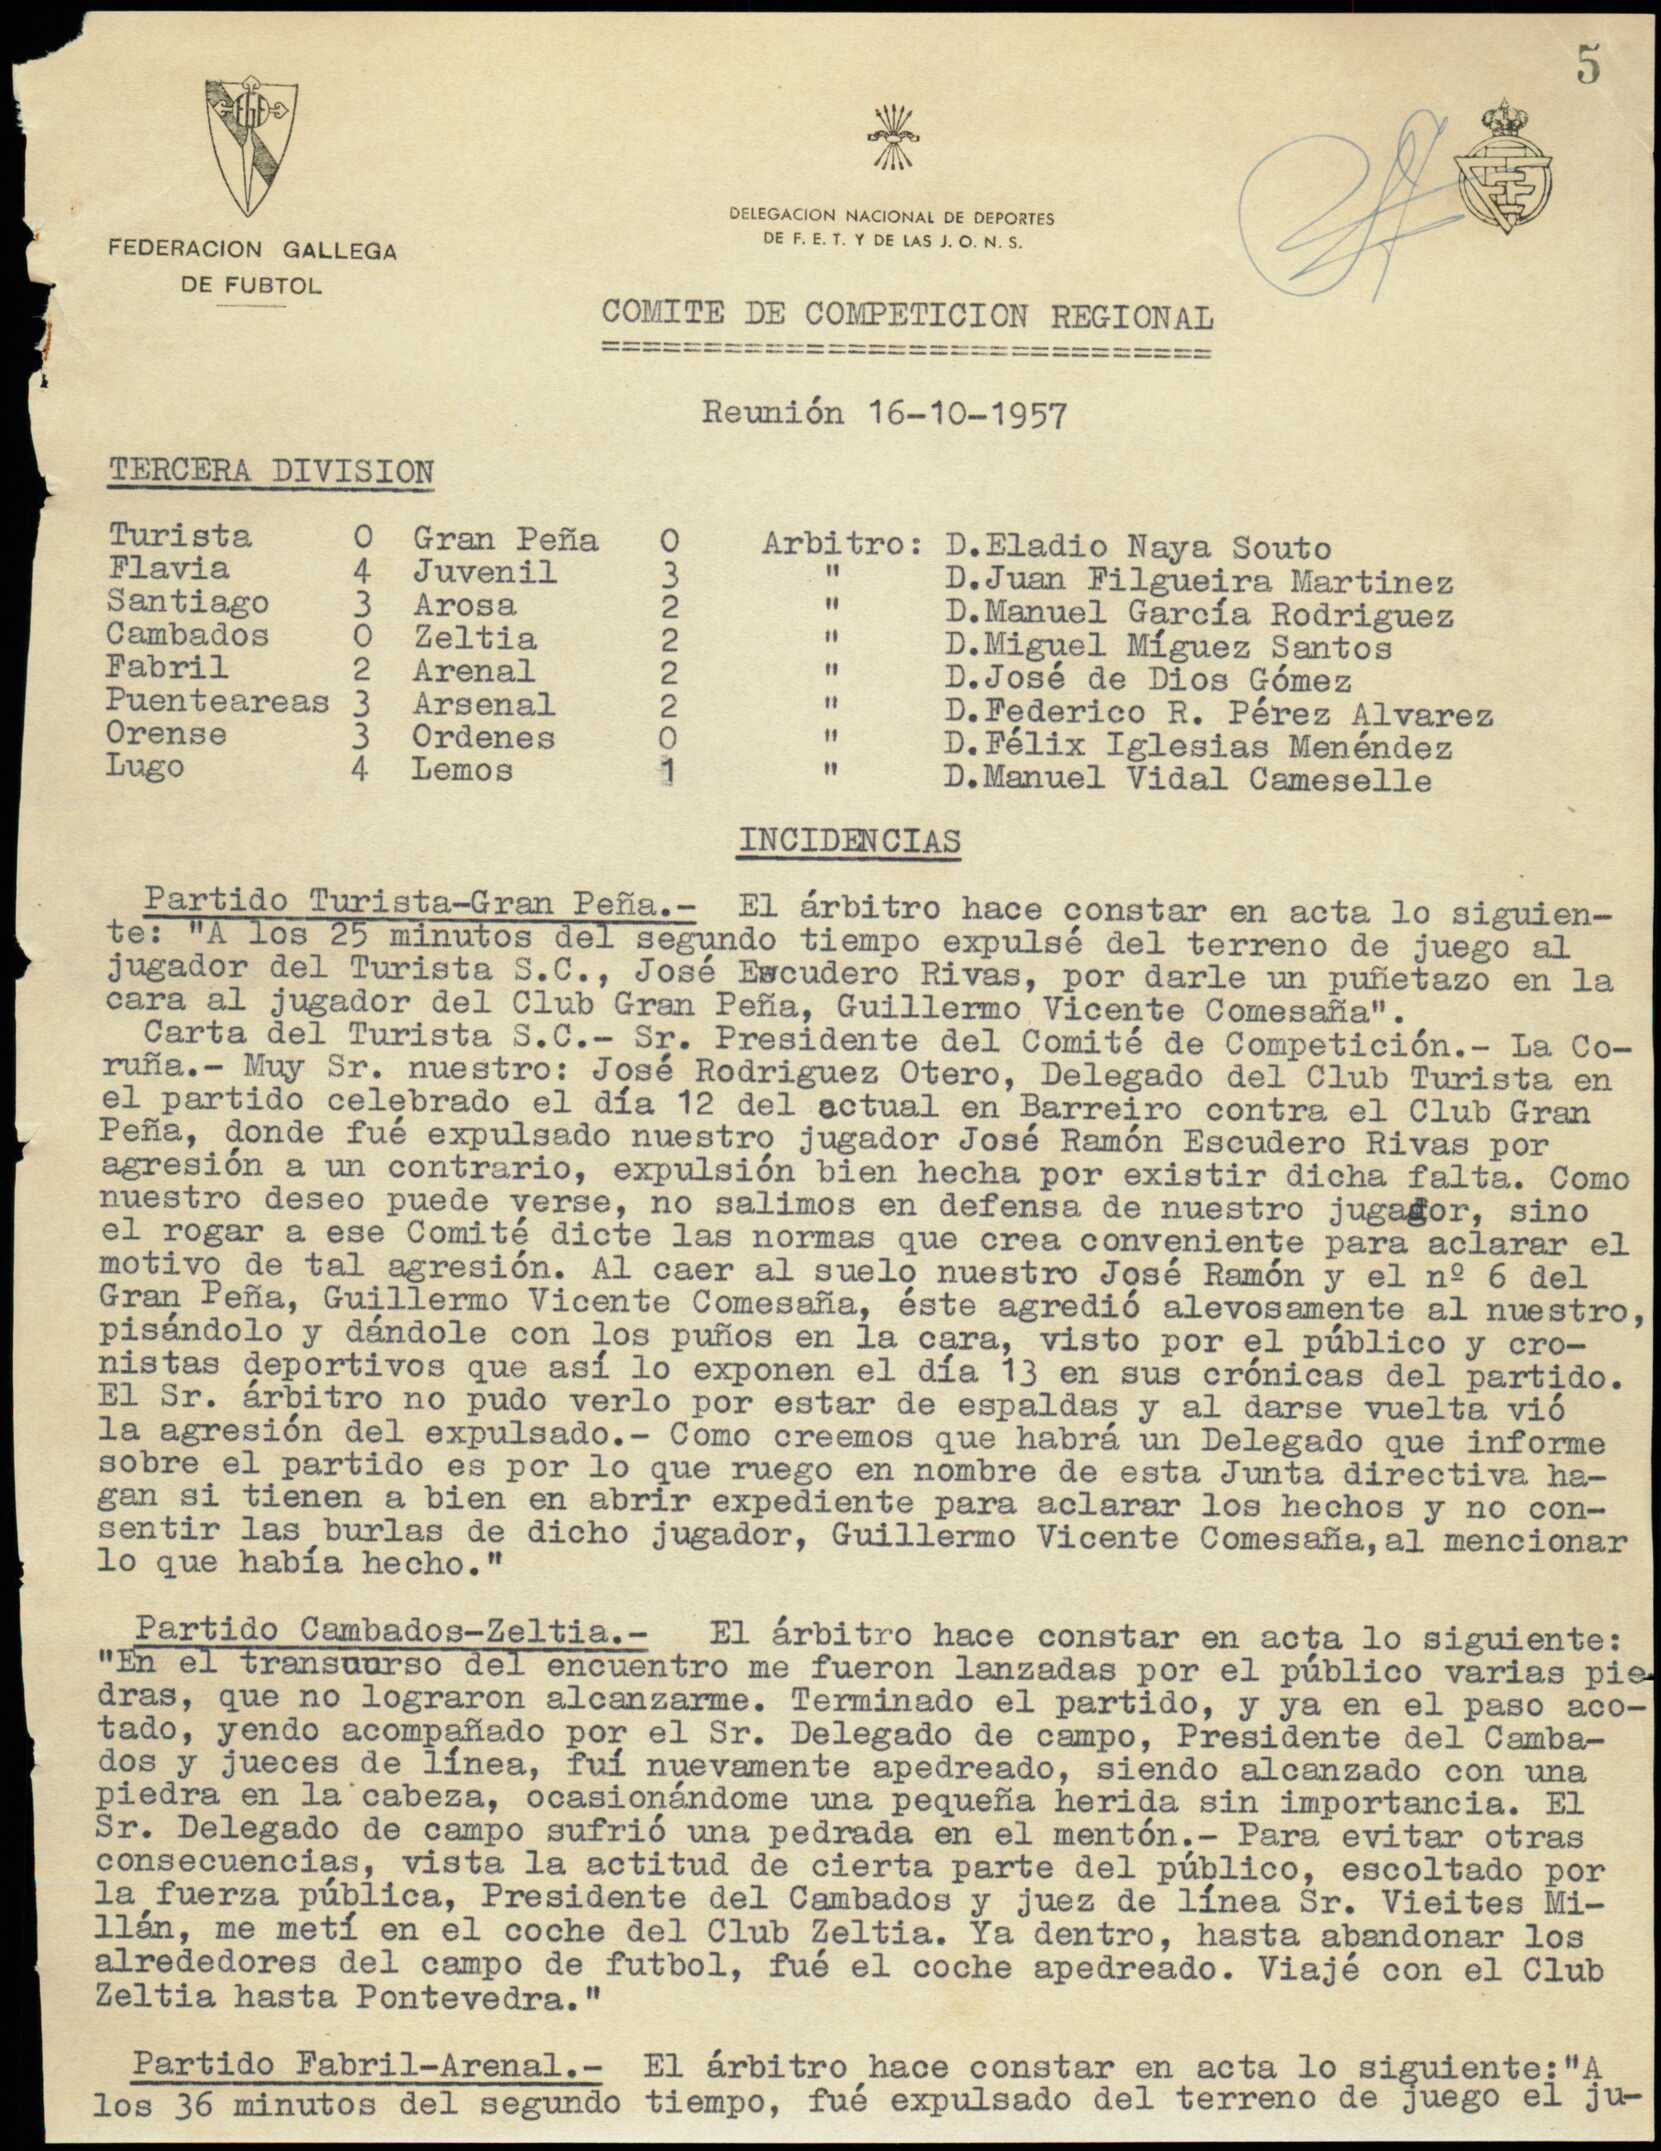 5
FEDERACION GALLEGA
DE FUBTOL
DELEGACION NACIONAL DE DEPORTES
DE F. E. T. Y DE LAS J. O. N. S.
COMITE DE COMPETICION REGIONAL
==============================
Reunión 16-10-1957
TERCERA DIVISION
Turista 0 Gran Peña 0 Arbitro: D.Eladio Naya Souto
Flavia 4 Juvenil 3 " D.Juan Filgueira Martinez
Santiago 3 Arosa 2 " D.Manuel García Rodriguez
Cambados 0 Zeltia 2 " D.Miguel Míguez Santos
Fabril 2 Arenal 2 " D.José de Dios Gómez
Puenteareas 3 Arsenal 2 " D.Federico R. Pérez Alvarez
Orense 3 Ordenes 0 " D.Félix Iglesias Menéndez
Lugo 4 Lemos 1 " D.Manuel Vidal Cameselle
INCIDENCIAS
Partido Turista-Gran Peña.- El árbitro hace constar en acta lo siguien-
te: "A los 25 minutos del segundo tiempo expulsé del terreno de juego al
jugador del Turista S.C., José Escudero Rivas, por darle un puñetazo en la
cara al jugador del Club Gran Peña, Guillermo Vicente Comesaña".
Carta del Turista S.C.- Sr. Presidente del Comité de Competición.- La Co-
ruña.- Muy Sr. nuestro: José Rodriguez Otero, Delegado del Club Turista en
el partido celebrado el día 12 del actual en Barreiro contra el Club Gran
Peña, donde fué expulsado nuestro jugador José Ramón Escudero Rivas por
agresión a un contrario, expulsión bien hecha por existir dicha falta. Como
nuestro deseo puede verse, no salimos en defensa de nuestro jugador, sino
el rogar a ese Comité dicte las normas que crea conveniente para aclarar el
motivo de tal agresión. Al caer al suelo nuestro José Ramón y el nº 6 del
Gran Peña, Guillermo Vicente Comesaña, éste agredió alevosamente al nuestro,
pisándolo y dándole con los puños en la cara, visto por el público y cro-
nistas deportivos que así lo exponen el día 13 en sus crónicas del partido.
El Sr. árbitro no pudo verlo por estar de espaldas y al darse vuelta vió
la agresión del expulsado.- Como creemos que habrá un Delegado que informe
sobre el partido es por lo que ruego en nombre de esta Junta directiva ha-
gan si tienen a bien en abrir expediente para aclarar los hechos y no con-
sentir las burlas de dicho jugador, Guillermo Vicente Comesaña,al mencionar
lo que había hecho."
Partido Cambados-Zeltia.- El árbitro hace constar en acta lo siguiente:
"En el transuurso del encuentro me fueron lanzadas por el público varias pie-
dras, que no lograron alcanzarme. Terminado el partido, y ya en el paso aco-
tado, yendo acompañado por el Sr. Delegado de campo, Presidente del Camba-
dos y jueces de línea, fuí nuevamente apedreado, siendo alcanzado con una
piedra en la cabeza, ocasionándome una pequeña herida sin importancia. El
Sr. Delegado de campo sufrió una pedrada en el mentón.- Para evitar otras
consecuencias, vista la actitud de cierta parte del público, escoltado por
la fuerza pública, Presidente del Cambados y juez de línea Sr. Vieites Mi-
llán, me metí en el coche del Club Zeltia. Ya dentro, hasta abandonar los
alrededores del campo de futbol, fué el coche apedreado. Viajé con el Club
Zeltia hasta Pontevedra."
Partido Fabril-Arenal.- El árbitro hace constar en acta lo siguiente:"A
los 36 minutos del segundo tiempo, fué expulsado del terreno de juego el ju-